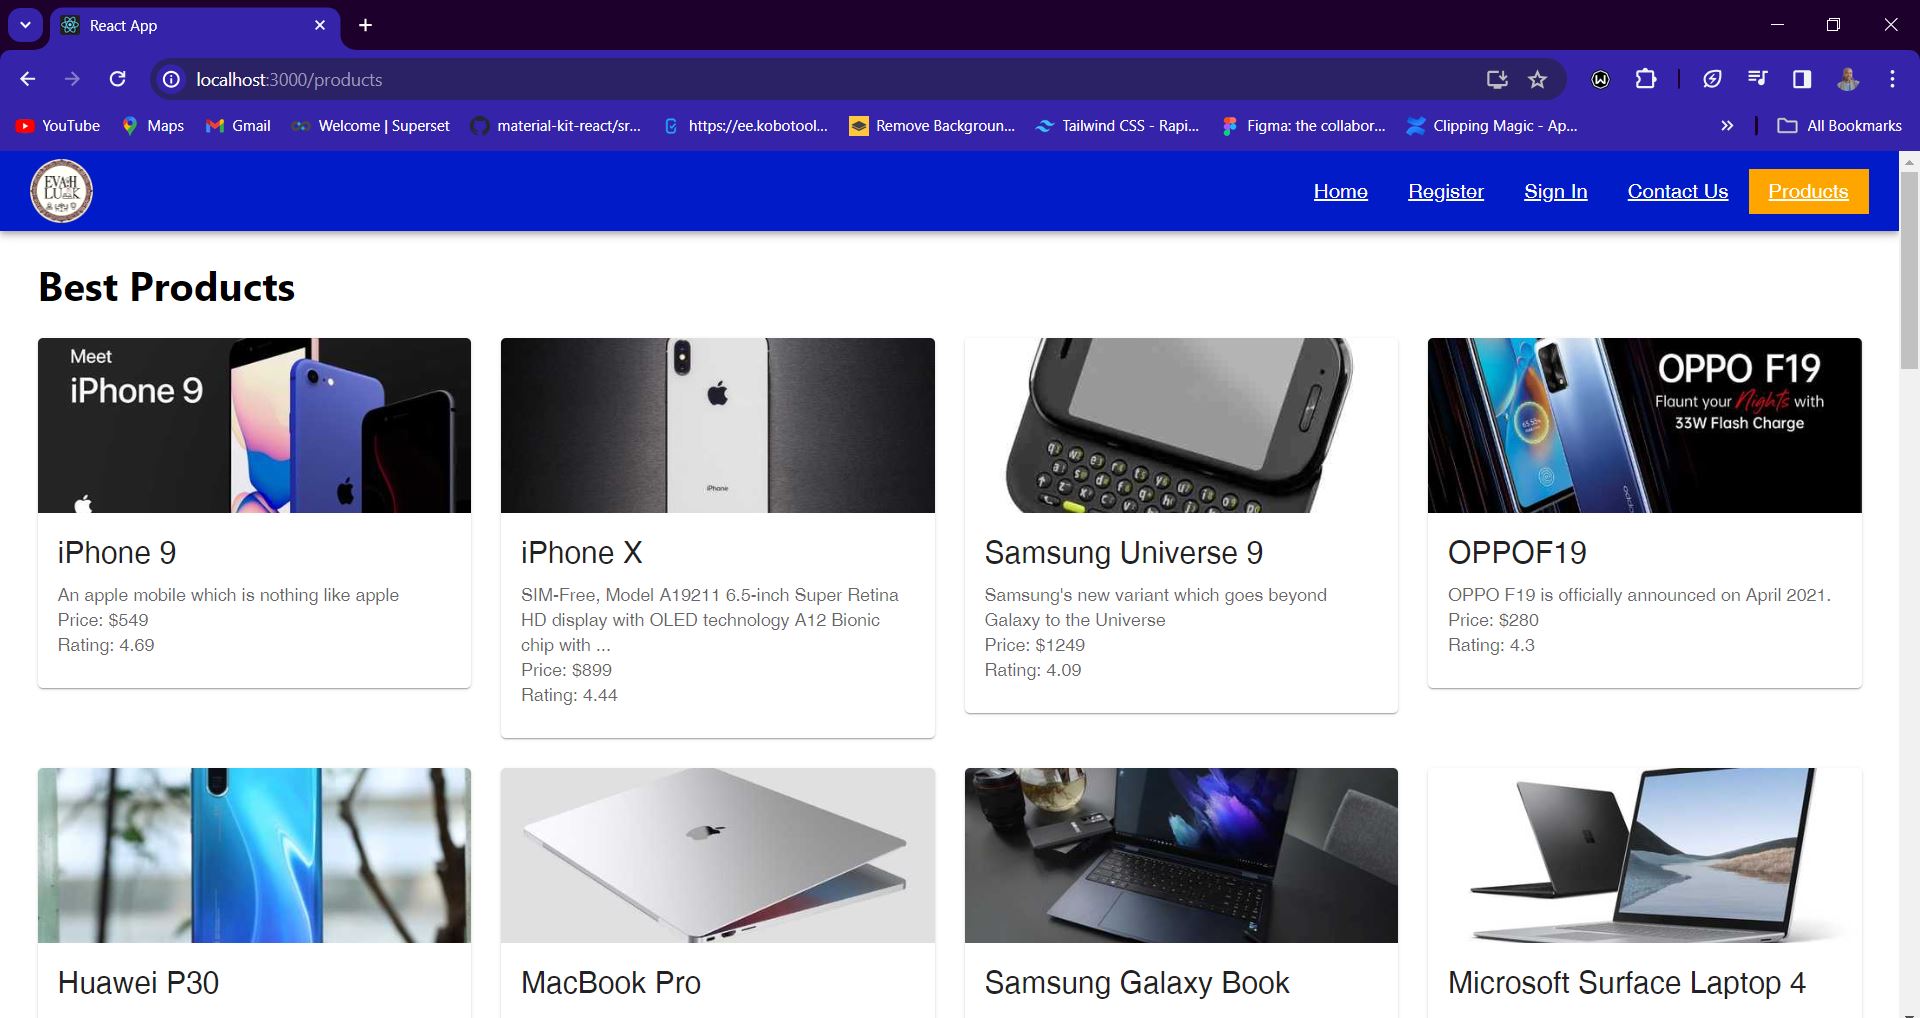 React App
localhost:3000/products
YouTube
Maps
Gmail
Welcome | Superset
material-kit-react/sr...
https://ee.kobotool...
Remove Backgroun...
Tailwind CSS - Rapi...
Figma: the collabor...
Clipping Magic - Ap...
All Bookmarks
EVAH
LUK
Home
Register
Sign In
Contact Us
Products
Best Products
Meet
iPhone 9
iPhone
OPPO F19
Flaunt your Nights with
33W Flash Charge
iPhone 9
An apple mobile which is nothing like apple
Price: $549
Rating: 4.69
iPhone X
SIM-Free, Model A19211 6.5-inch Super Retina
HD display with OLED technology A12 Bionic
chip with ...
Price: $899
Rating: 4.44
Samsung Universe 9
Samsung's new variant which goes beyond
Galaxy to the Universe
Price: $1249
Rating: 4.09
OPPOF19
OPPO F19 is officially announced on April 2021.
Price: $280
Rating: 4.3
Huawei P30
MacBook Pro
Samsung Galaxy Book
Microsoft Surface Laptop 4